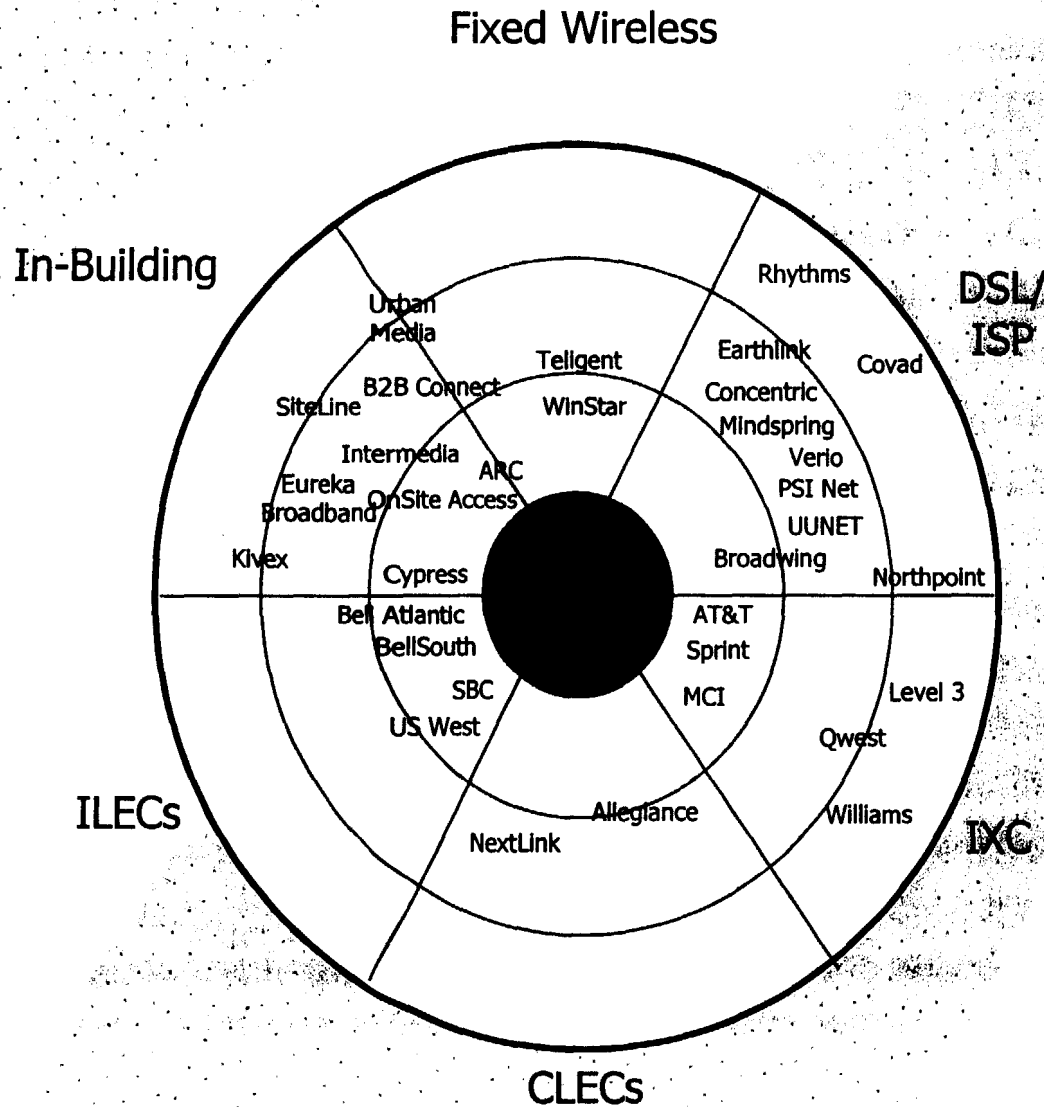 Fixed Wireless
In-Building
DSL/
ISP
Rhythms
Urban
Media
Earthlink
Covad
Teligent
B2B Connect
Concentric
SiteLine
WinStar
Mindspring
Intermedia
Verio
ARC
Eureka
Broadband
OnSite Access
PSI Net
UUNET
Kivex
Broadwing
Cypress
Northpoint
Bell Atlantic
AT&T
BellSouth
Sprint
SBC
MCI
Level 3
US West
Qwest
ILECs
Allegiance
Williams
NextLink
IXC
CLECs